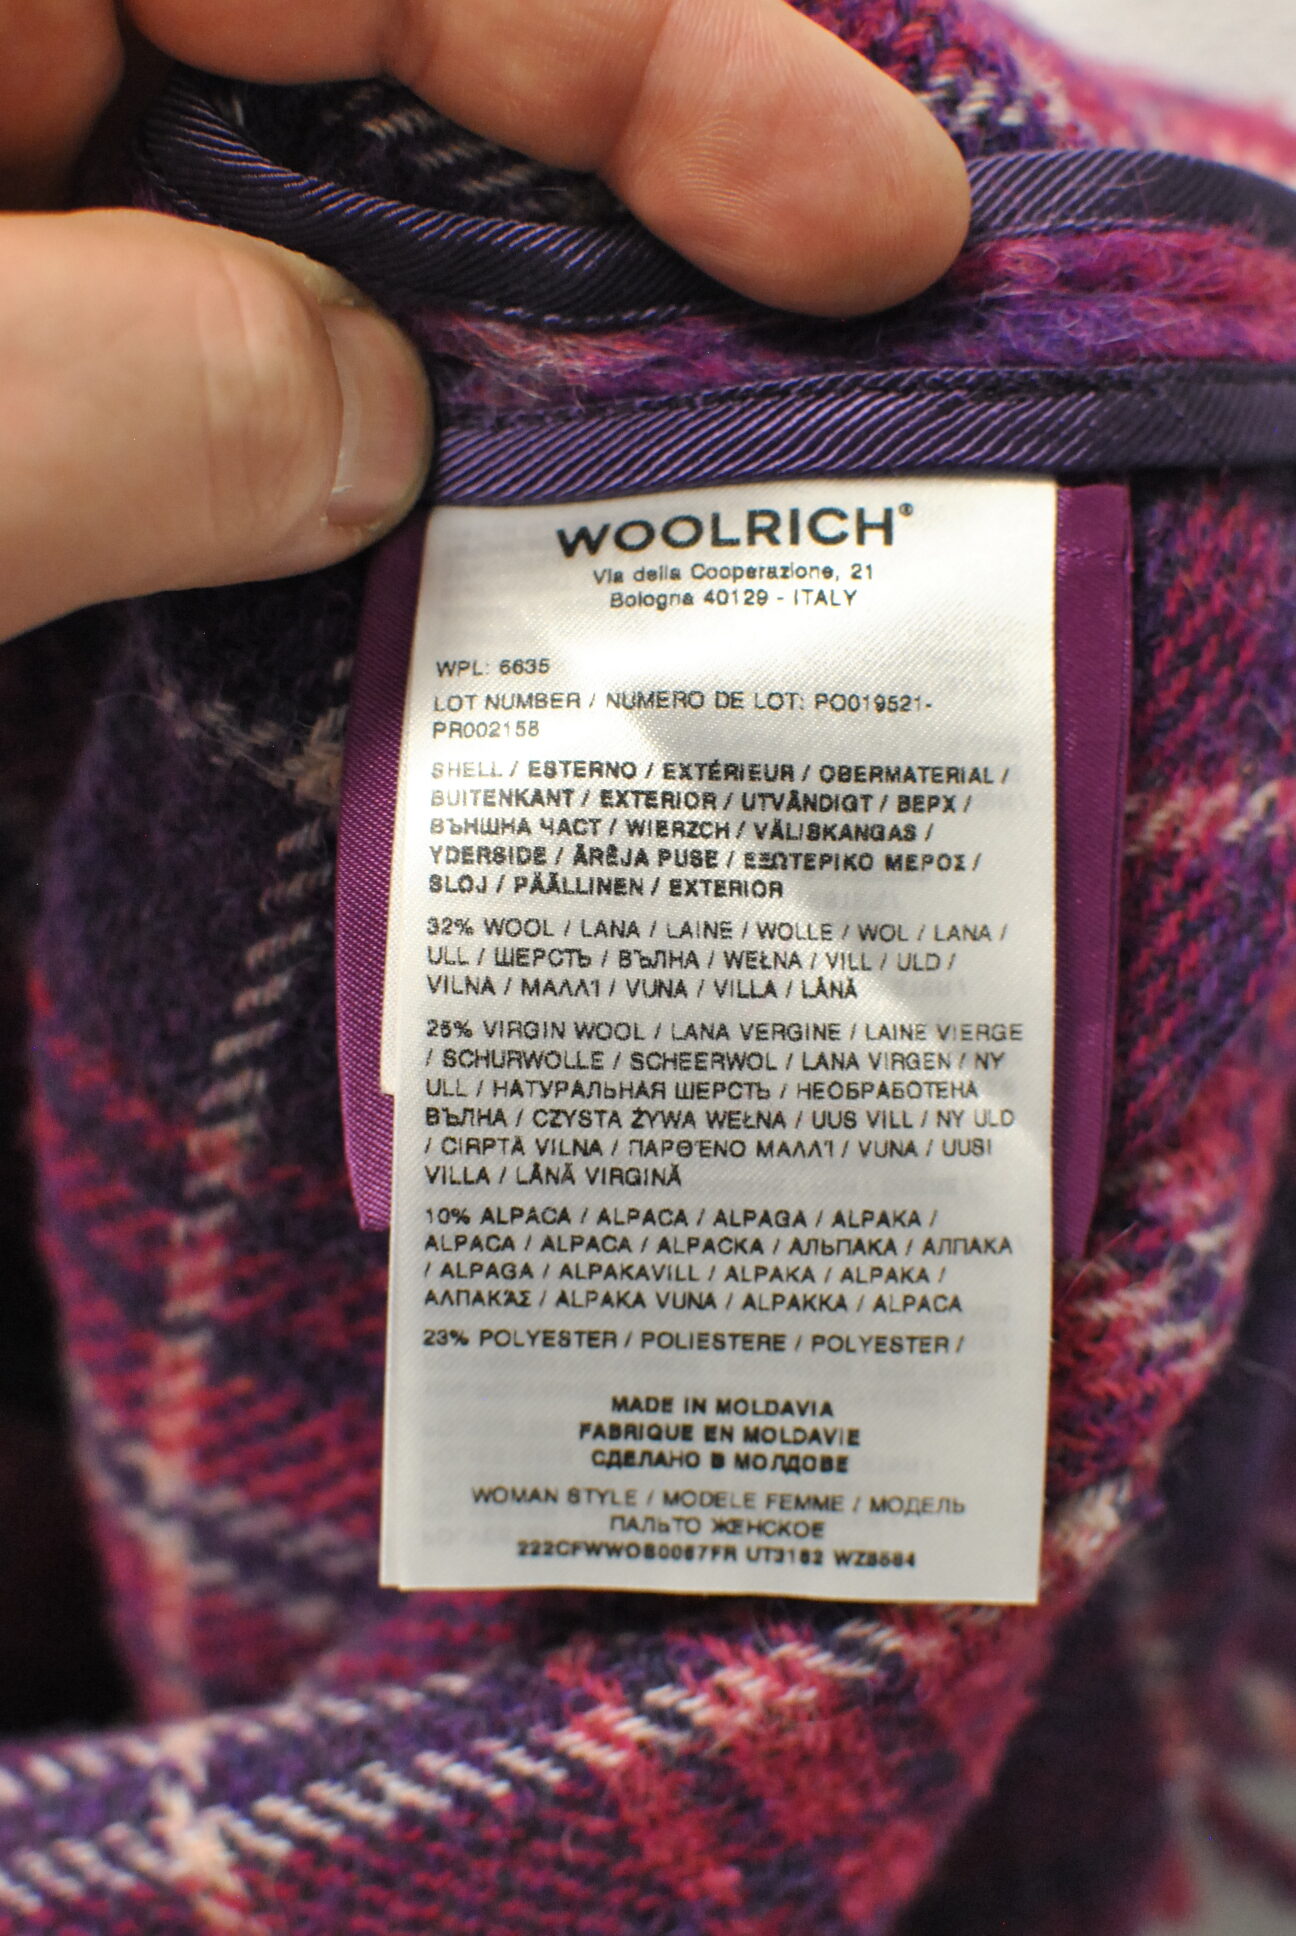 WOOLRICH®
Via della Cooperazione, 21
Bologna 40129 - ITALY
WPL: 6635
LOT NUMBER / NUMERO DE LOT: PO019521-
PR002158
SHELL / ESTERNO / EXTÉRIEUR / OBERMATERIAL /
BUITENKANT / EXTERIOR / UTVÄNDIGT / ВЕРХ /
ВЪНШНА ЧАСТ / WIERZCH / VÄLISKANGAS /
YDERSIDE / ĀRĒJA PUSE / ΕΞΩΤΕΡΙΚΟ ΜΕΡΟΣ /
SLOJ / PÄÄLLINEN / EXTERIOR
32% WOOL / LANA / LAINE / WOLLE / WOL / LANA /
ULL / ШЕРСТЬ / ВЪЛНА / WEŁNA / VILL / ULD /
VILNA / ΜΑΛΛΊ / VUNA / VILLA / LÂNĂ
25% VIRGIN WOOL / LANA VERGINE / LAINE VIERGE
/ SCHURWOLLE / SCHEERWOL / LANA VIRGEN / NY
ULL / НАТУРАЛЬНАЯ ШЕРСТЬ / НЕОБРАБОТЕНА
ВЪЛНА / CZYSTA ŻYWA WEŁNA / UUS VILL / NY ULD
/ CIRPTĀ VILNA / ΠΑΡΘΈΝΟ ΜΑΛΛΊ / VUNA / UUSI
VILLA / LÂNĂ VIRGINĂ
10% ALPACA / ALPACA / ALPAGA / ALPAKA /
ALPACA / ALPACA / ALPACKA / АЛЬПАКА / АЛПАКА
/ ALPAGA / ALPAKAVILL / ALPAKA / ALPAKA /
ΑΛΠΑΚΆΣ / ALPAKA VUNA / ALPAKKA / ALPACA
23% POLYESTER / POLIESTERE / POLYESTER /
MADE IN MOLDAVIA
FABRIQUE EN MOLDAVIE
СДЕЛАНО В МОЛДОВЕ
WOMAN STYLE / MODELE FEMME / МОДЕЛЬ
ПАЛЬТО ЖЕНСКОЕ
222CFWWOS0067FR UT3162 WZ8584